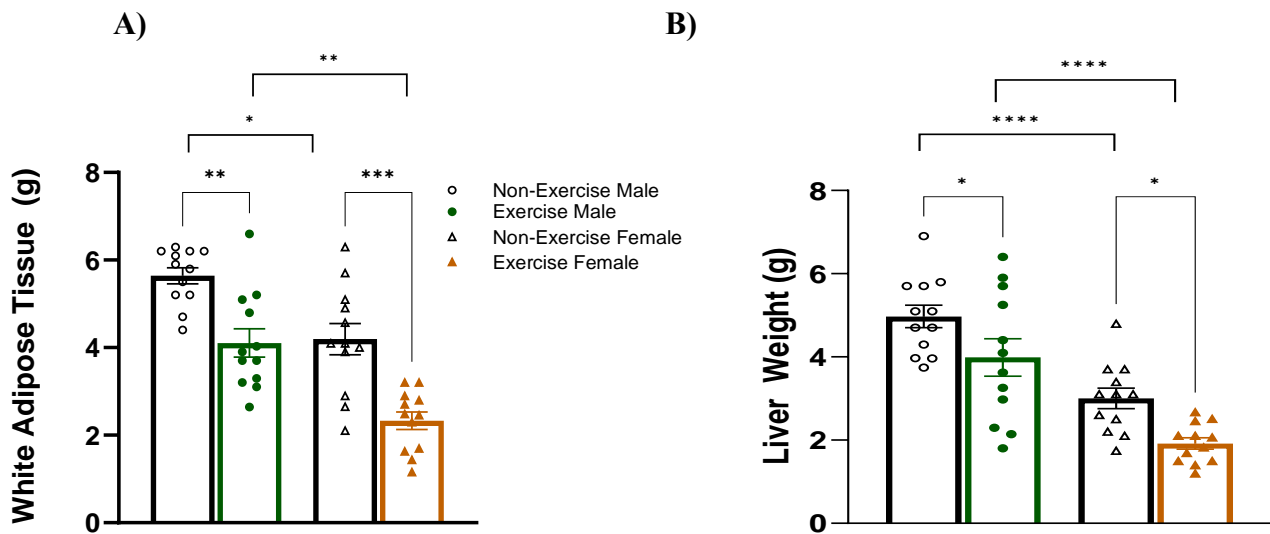 A)
**
*
**
***
White Adipose Tissue (g)
8
6
4
2
0
Non-Exercise Male
Exercise Male
Non-Exercise Female
Exercise Female
B)
****
****
*
*
Liver Weight (g)
8
6
4
2
0